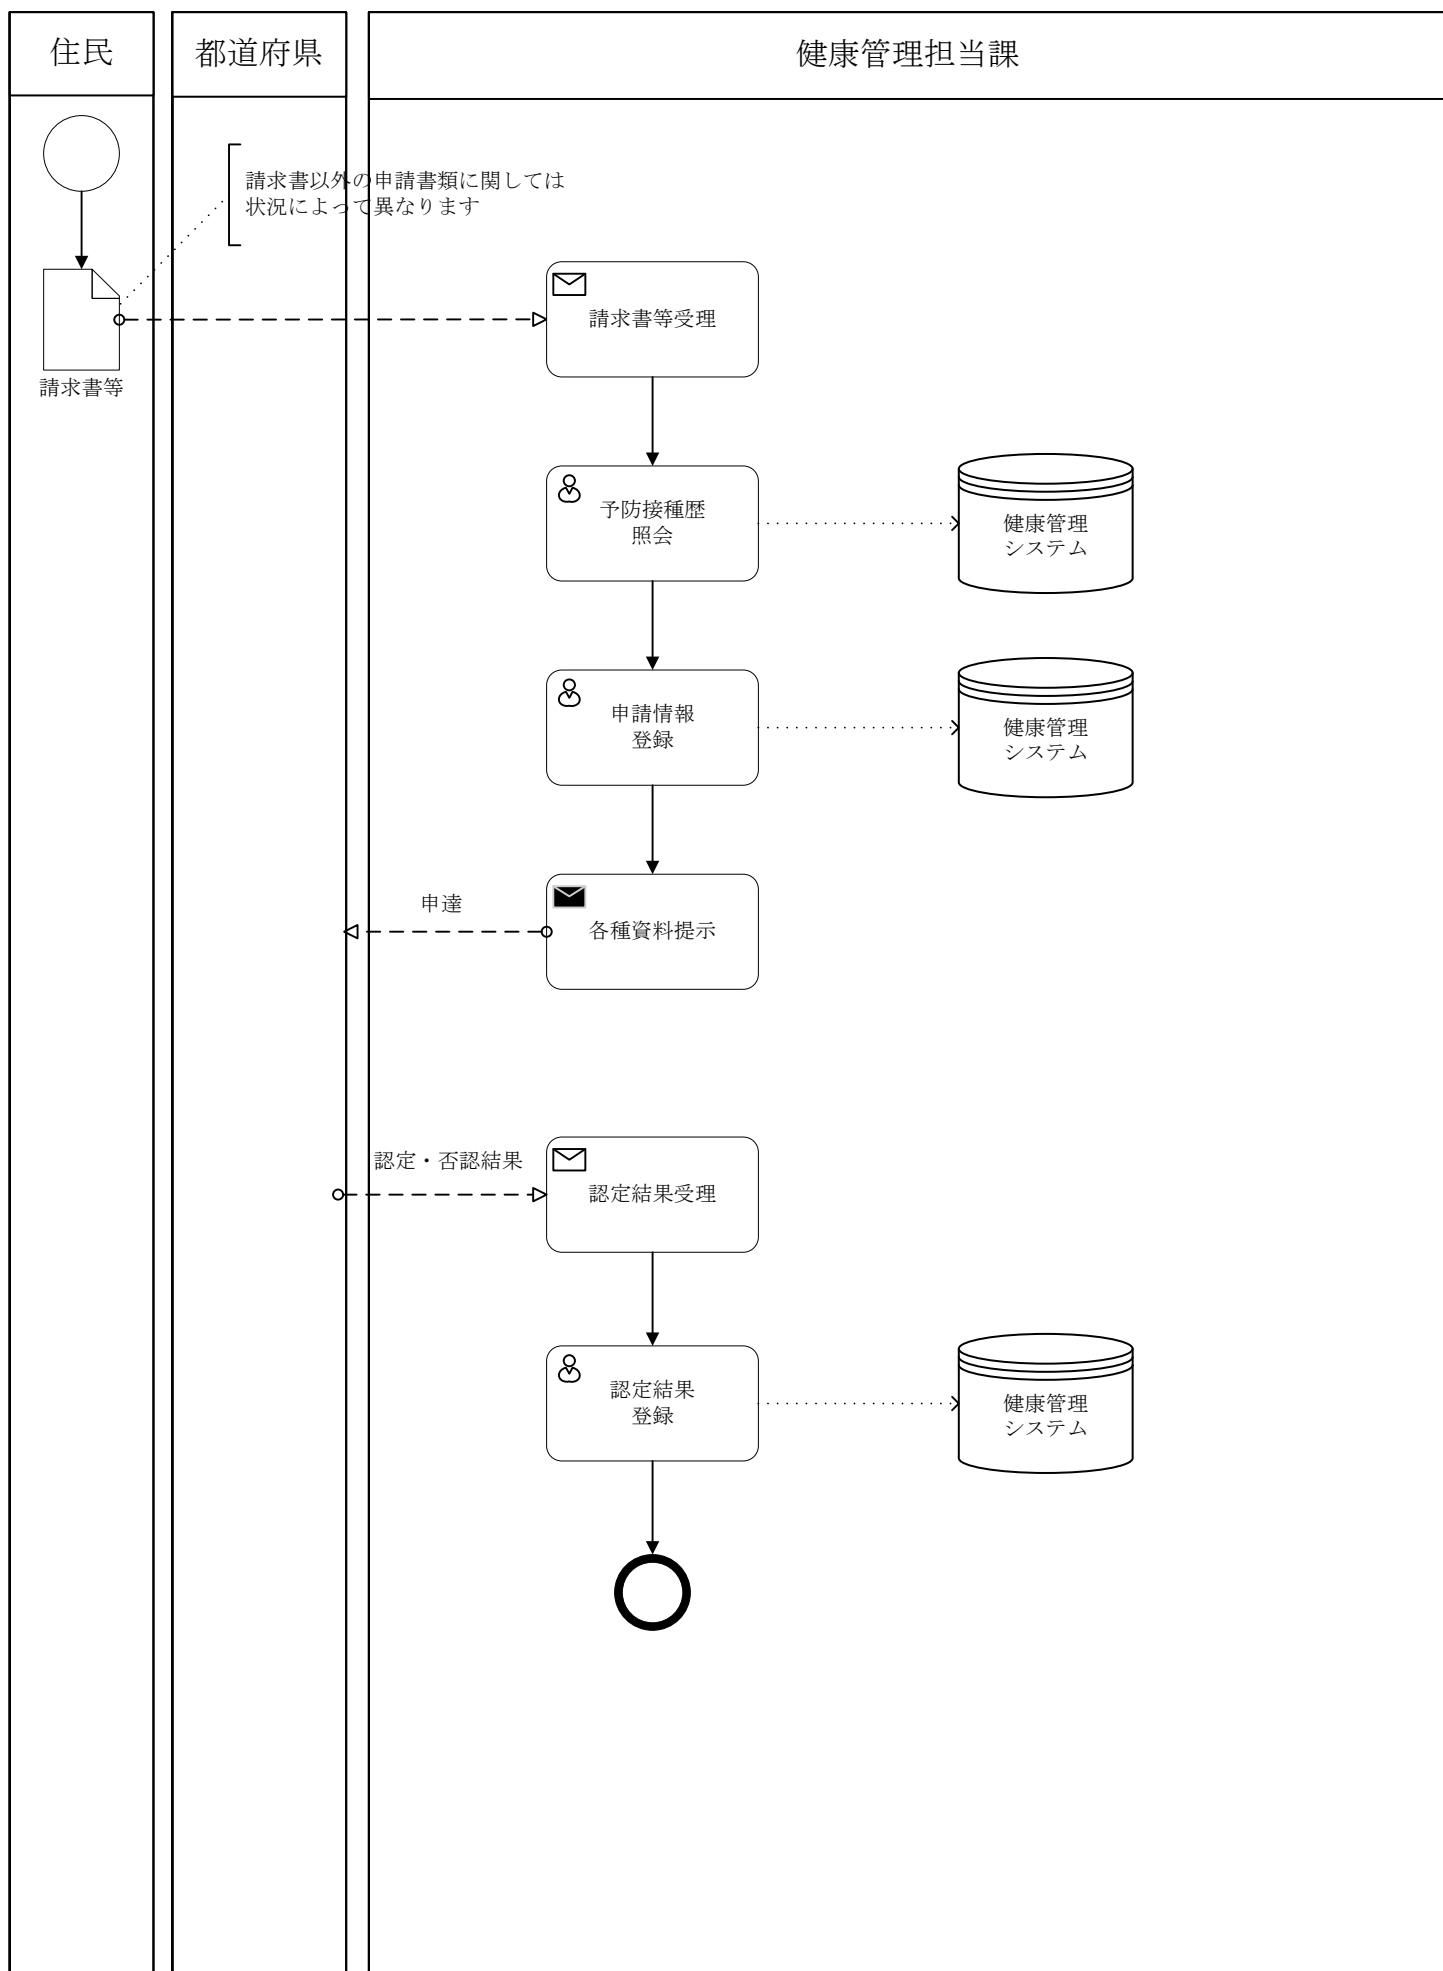 住民
都道府県
健康管理担当課
請求書以外の申請書類に関しては
状況によって異なります
請求書等
請求書等受理
予防接種歴
照会
健康管理
システム
申請情報
登録
健康管理
システム
申達
各種資料提示
認定・否認結果
認定結果受理
認定結果
登録
健康管理
システム